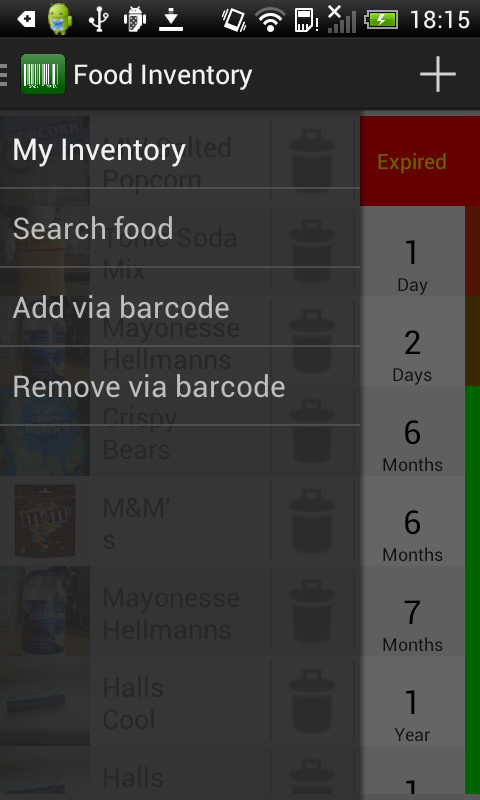 18:15
Food Inventory
My Inventory
Search food
Add via barcode
Remove via barcode
Salted
Popcorn
Expired
Tonic Soda
Mix
1
Day
Mayonesse
Hellmanns
2
Days
Crispy
Bears
6
Months
M&M'
s
6
Months
Mayonesse
Hellmanns
7
Months
Halls
Cool
1
Year
Halls
1